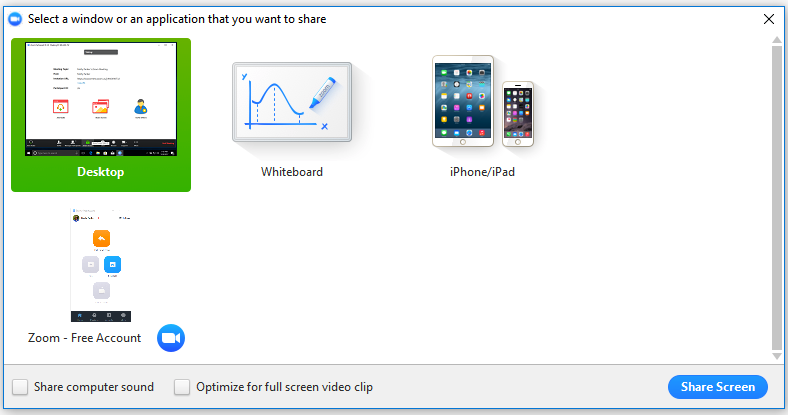 Select a window or an application that you want to share
Y
zoom
X
Desktop
Whiteboard
iPhone/iPad
Zoom - Free Account
Share computer sound
Optimize for full screen video clip
Share Screen